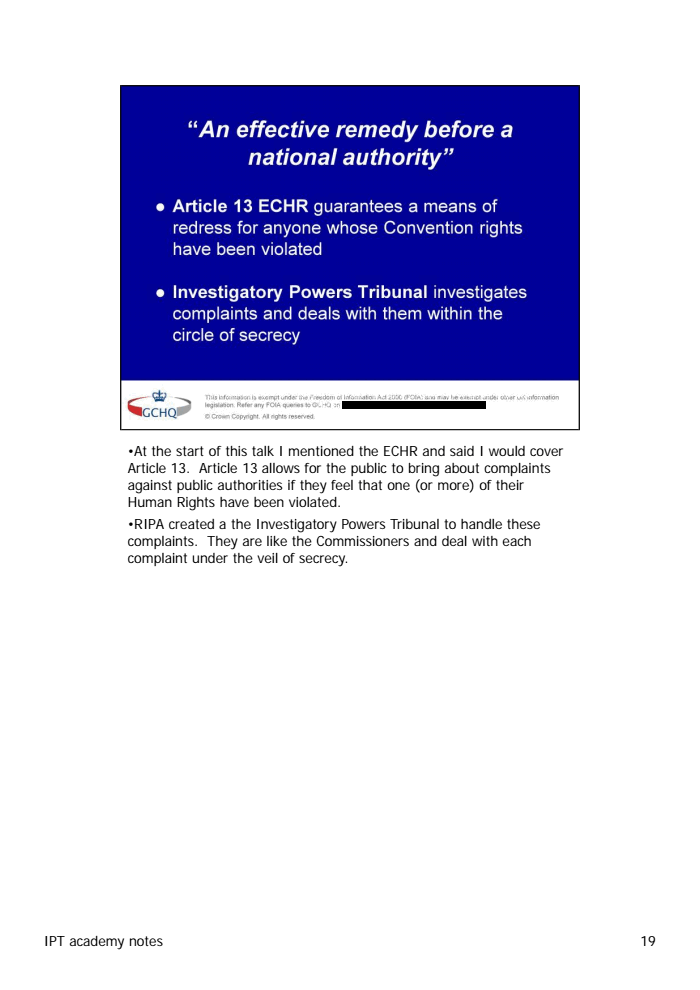 “An effective remedy before a
national authority”
● Article 13 ECHR guarantees a means of
redress for anyone whose Convention rights
have been violated
● Investigatory Powers Tribunal investigates
complaints and deals with them within the
circle of secrecy
GCHQ
This information is exempt under the Freedom of Information Act 2000 (FOIA) and may be exempt under other UK information
legislation. Refer any FOIA queries to GCHQ on
© Crown Copyright. All rights reserved.
•At the start of this talk I mentioned the ECHR and said I would cover
Article 13.  Article 13 allows for the public to bring about complaints
against public authorities if they feel that one (or more) of their
Human Rights have been violated.
•RIPA created a the Investigatory Powers Tribunal to handle these
complaints.  They are like the Commissioners and deal with each
complaint under the veil of secrecy.
IPT academy notes 19